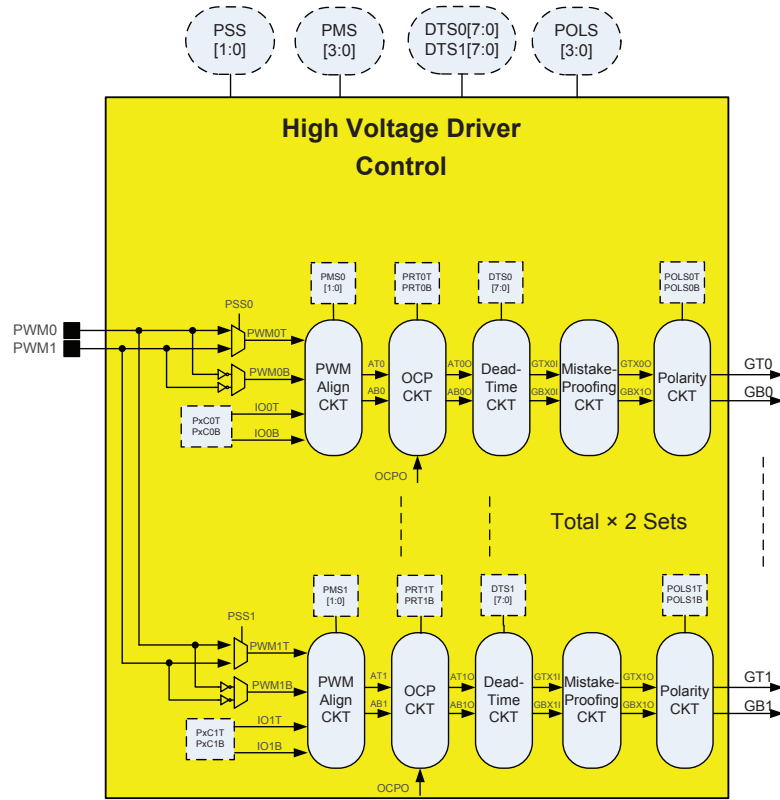 PSS
[1:0]
PMS
[3:0]
DTS0[7:0]
DTS1[7:0]
POLS
[3:0]
High Voltage Driver
Control
PMS0
[1:0]
PRT0T
PRT0B
DTS0
[7:0]
POLS0T
POLS0B
PSS0
PWM0
PWM1
PWM0T
PWM0B
PxC0T
PxC0B
IO0T
IO0B
PWM
Align
CKT
AT0
AB0
OCP
CKT
OCPO
AT0O
AB0O
Dead-
Time
CKT
GTX0I
GBX0I
Mistake-
Proofing
CKT
GTX0O
GBX1O
Polarity
CKT
GT0
GB0
Total × 2 Sets
PMS1
[1:0]
PRT1T
PRT1B
DTS1
[7:0]
POLS1T
POLS1B
PSS1
PWM1T
PWM1B
PxC1T
PxC1B
IO1T
IO1B
PWM
Align
CKT
AT1
AB1
OCP
CKT
OCPO
AT1O
AB1O
Dead-
Time
CKT
GTX1I
GBX1I
Mistake-
Proofing
CKT
GTX1O
GBX1O
Polarity
CKT
GT1
GB1